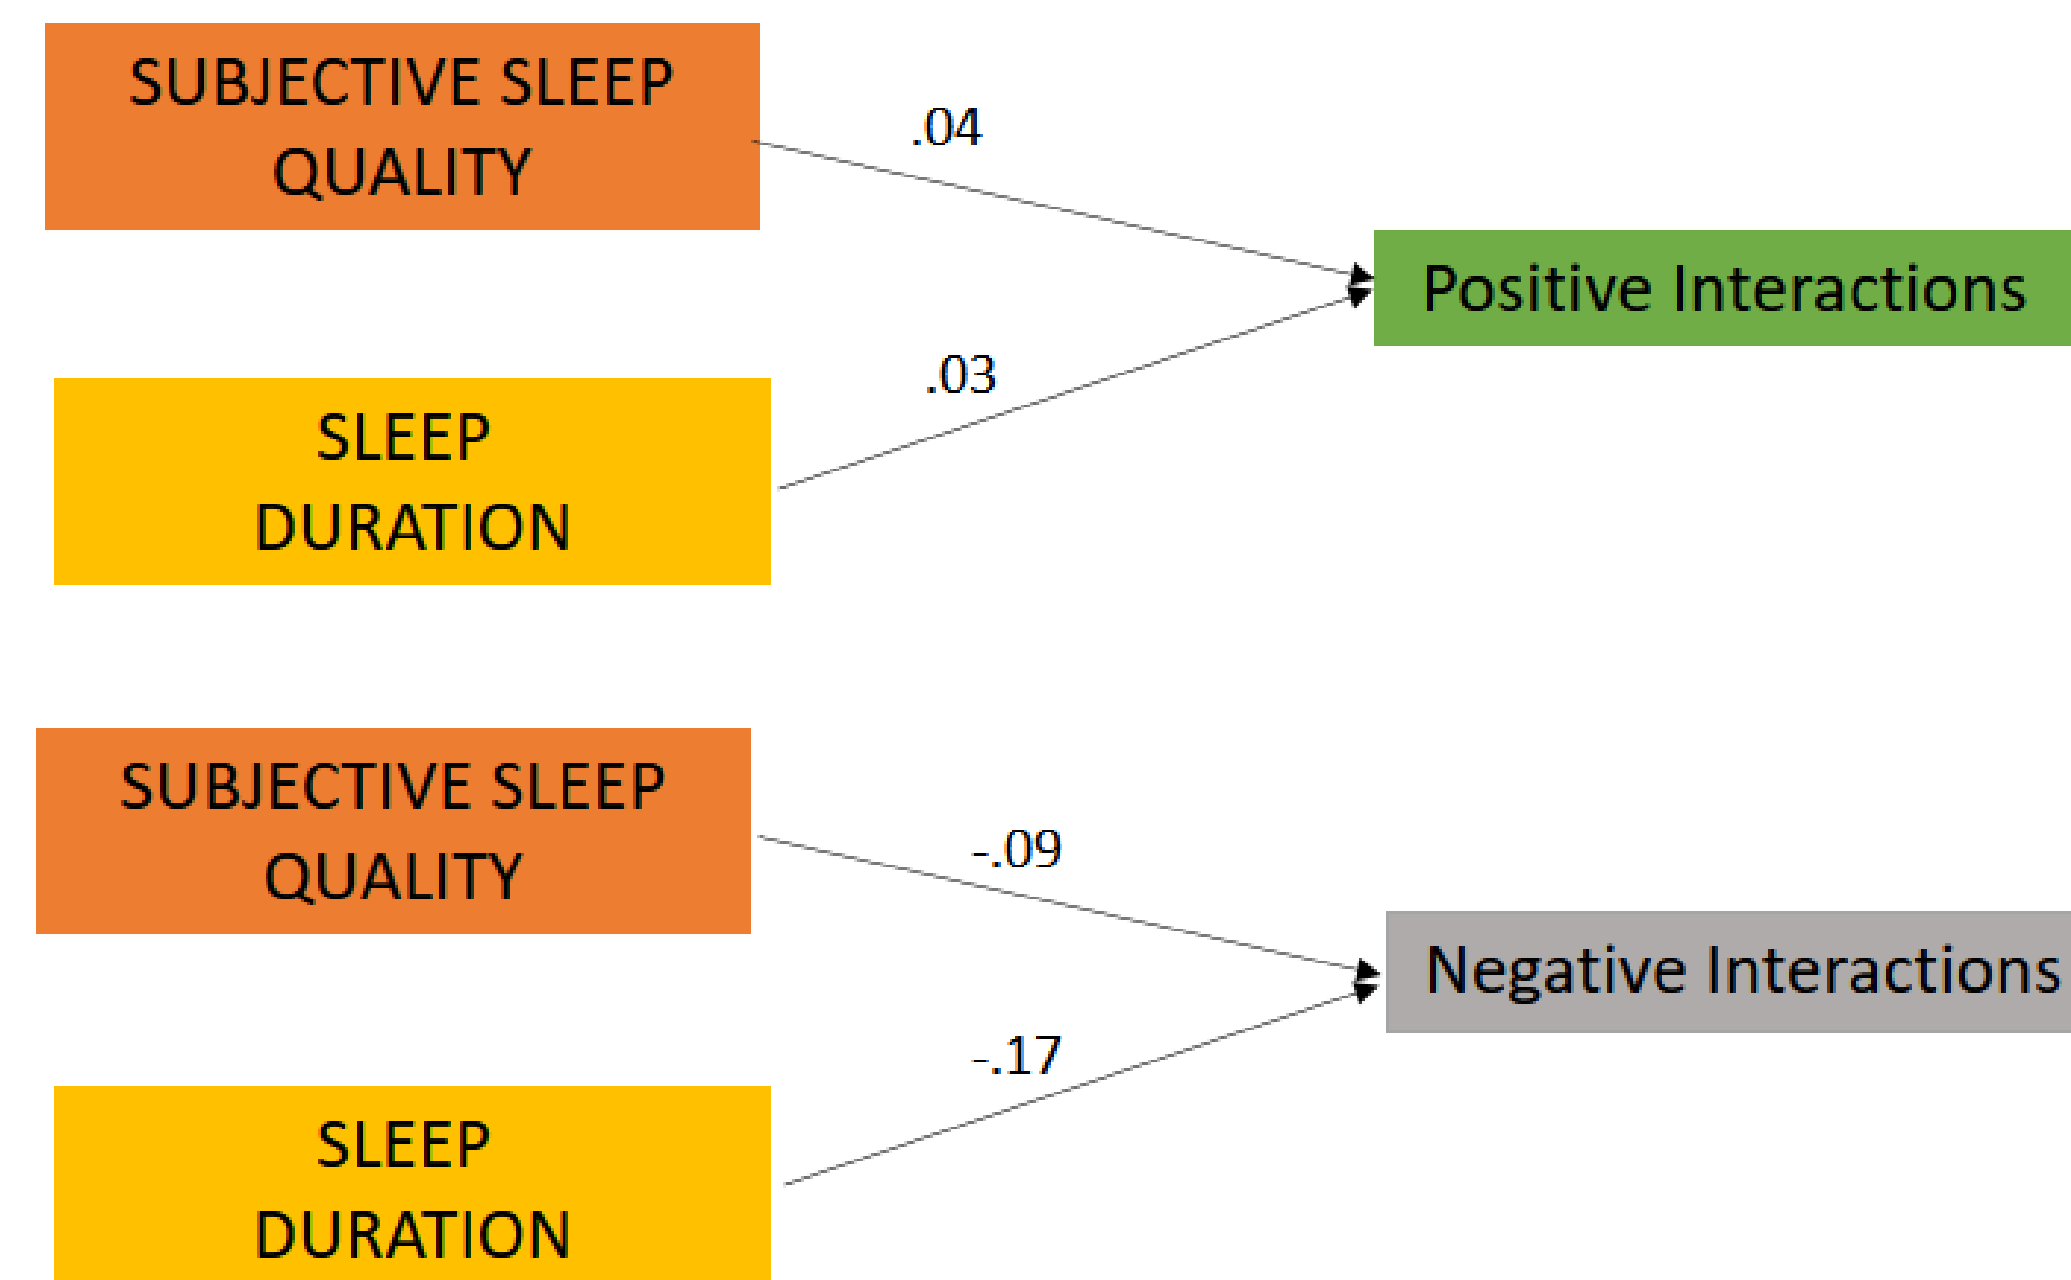 SUBJECTIVE SLEEP
QUALITY
.04
Positive Interactions
.03
SLEEP
DURATION
SUBJECTIVE SLEEP
QUALITY
-.09
Negative Interactions
-.17
SLEEP
DURATION